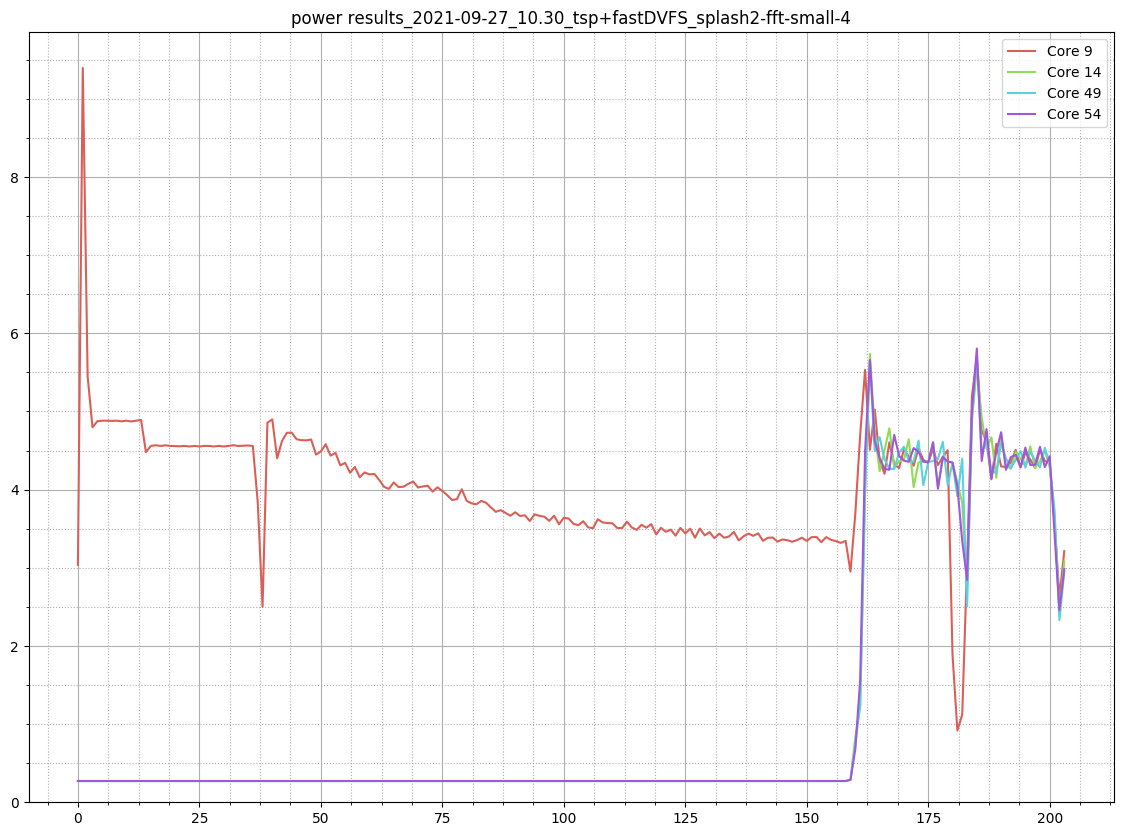 power results_2021-09-27_10.30_tsp+fastDVFS_splash2-fft-small-4
Core 9
Core 14
Core 49
Core 54
8
6
4
2
0
0 25 50 75 100 125 150 175 200